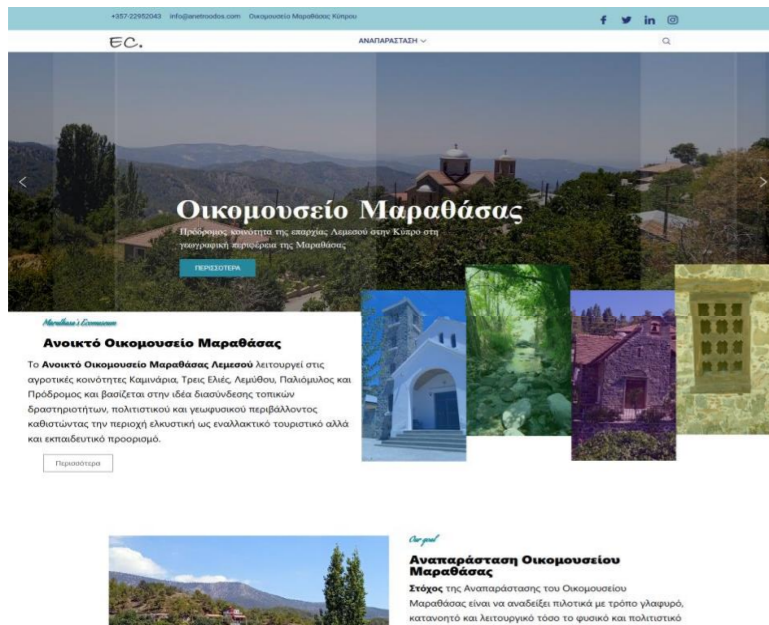 +357-22952043 info@anetroodos.com Οικομουσείο Μαραθάσας Κύπρου
EC.
ΑΝΑΠΑΡΑΣΤΑΣΗ
Οικομουσείο Μαραθάσας
Πρόδρομος κοινότητα της επαρχίας Λεμεσού στην Κύπρο στη
γεωγραφική περιφέρεια της Μαραθάσας
ΠΕΡΙΣΣΟΤΕΡΑ
Marathasa's Ecomuseum
Ανοικτό Οικομουσείο Μαραθάσας
Το Ανοικτό Οικομουσείο Μαραθάσας Λεμεσού λειτουργεί στις
αγροτικές κοινότητες Καμινάρια, Τρεις Ελιές, Λεμύθου, Παλιόμυλος και
Πρόδρομος και βασίζεται στην ιδέα διασύνδεσης τοπικών
δραστηριοτήτων, πολιτιστικού και γεωφυσικού περιβάλλοντος
καθιστώντας την περιοχή ελκυστική ως εναλλακτικό τουριστικό αλλά
και εκπαιδευτικό προορισμό.
Περισσότερα
Our goal
Αναπαράσταση Οικομουσείου
Μαραθάσας
Στόχος της Αναπαράστασης του Οικομουσείου
Μαραθάσας είναι να αναδείξει πιλοτικά με τρόπο γλαφυρό,
κατανοητό και λειτουργικό τόσο το φυσικό και πολιτιστικό